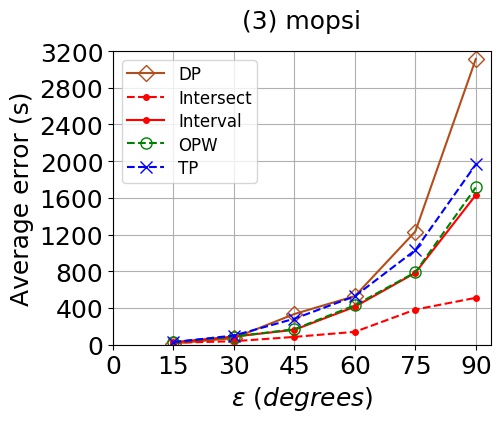 (3) mopsi
Average error (s)
3200
2800
2400
2000
1600
1200
800
400
0
DP
Intersect
Interval
OPW
TP
0 15 30 45 60 75 90
ε (degrees)